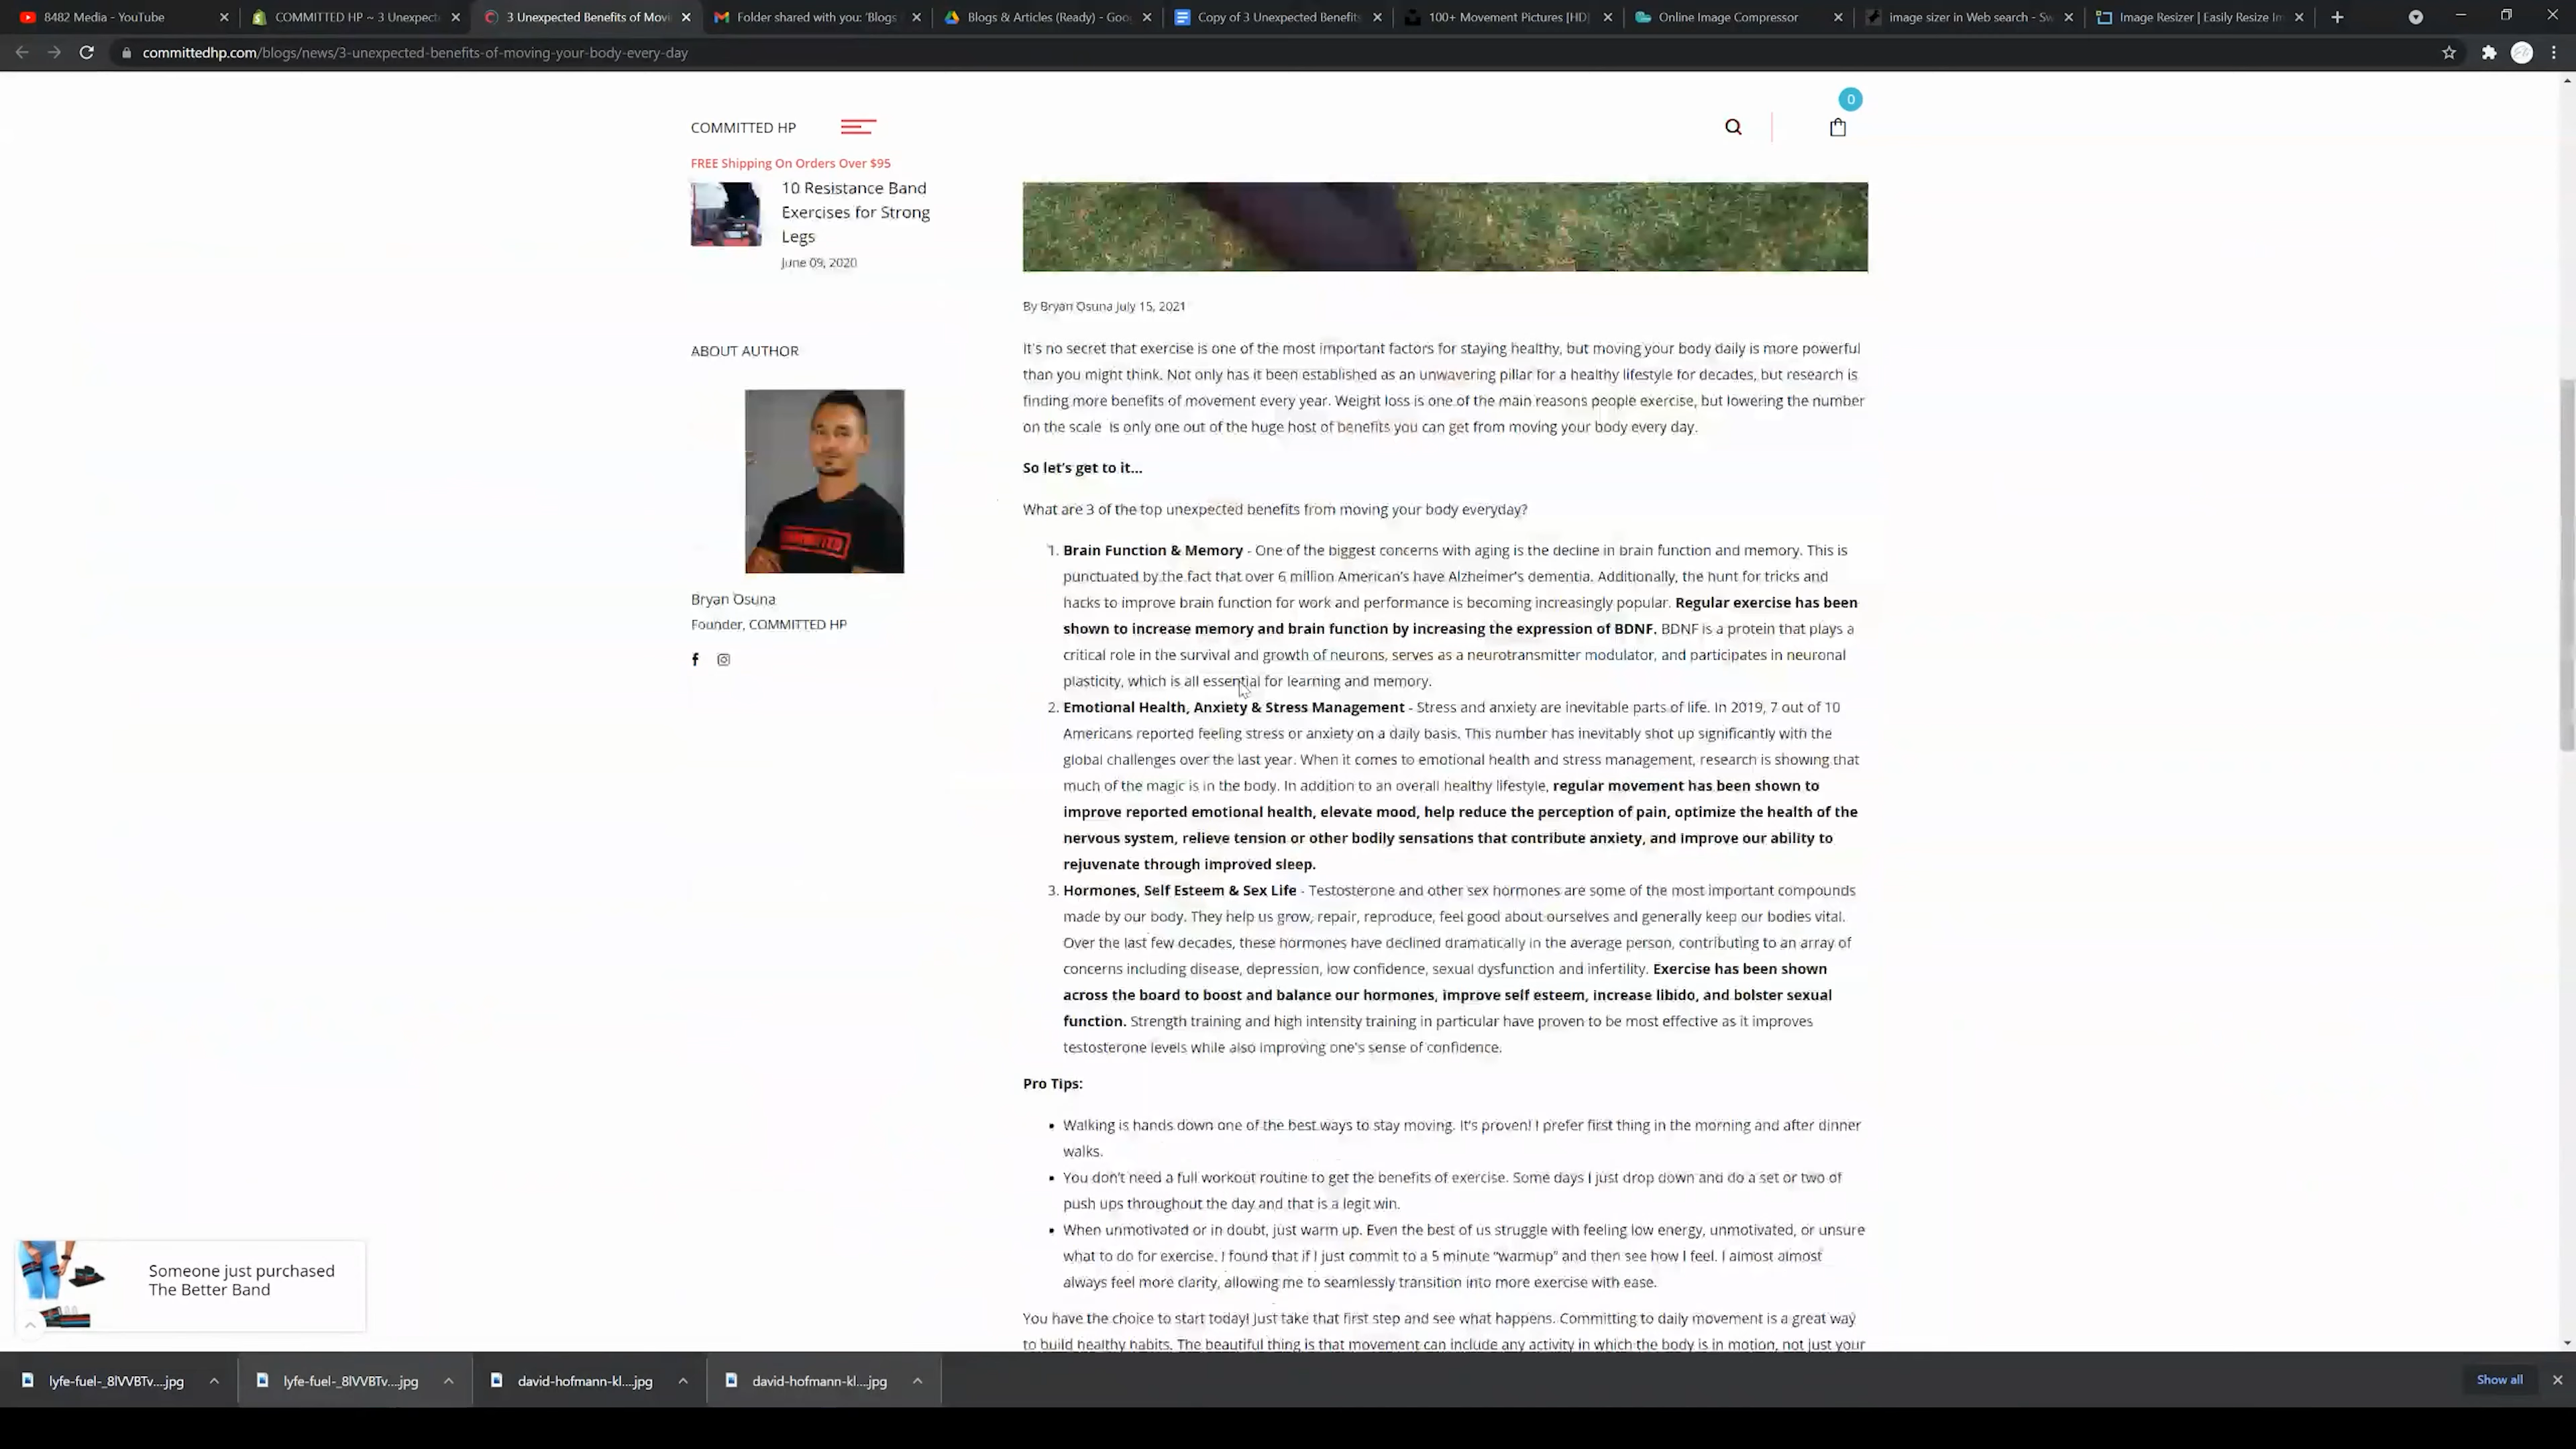 8482 Media - YouTube
COMMITTED HP ~ 3 Unexpect
3 Unexpected Benefits of Movi
Folder shared with you: 'Blogs
Blogs & Articles (Ready) - Goo
Copy of 3 Unexpected Benefits
100+ Movement Pictures [HD]
Online Image Compressor
image sizer in Web search - Sw
Image Resizer | Easily Resize Im
committedhp.com/blogs/news/3-unexpected-benefits-of-moving-your-body-every-day
0
COMMITTED HP
FREE Shipping On Orders Over $95
10 Resistance Band
Exercises for Strong
Legs
June 09, 2020
ABOUT AUTHOR
COMMITTED
Bryan Osuna
Founder, COMMITTED HP
By Bryan Osuna July 15, 2021
It's no secret that exercise is one of the most important factors for staying healthy, but moving your body daily is more powerful
than you might think. Not only has it been established as an unwavering pillar for a healthy lifestyle for decades, but research is
finding more benefits of movement every year. Weight loss is one of the main reasons people exercise, but lowering the number
on the scale  is only one out of the huge host of benefits you can get from moving your body every day.
So let's get to it...
What are 3 of the top unexpected benefits from moving your body everyday?
1. Brain Function & Memory - One of the biggest concerns with aging is the decline in brain function and memory. This is
punctuated by the fact that over 6 million American's have Alzheimer's dementia. Additionally, the hunt for tricks and
hacks to improve brain function for work and performance is becoming increasingly popular. Regular exercise has been
shown to increase memory and brain function by increasing the expression of BDNF. BDNF is a protein that plays a
critical role in the survival and growth of neurons, serves as a neurotransmitter modulator, and participates in neuronal
plasticity, which is all essential for learning and memory.
2. Emotional Health, Anxiety & Stress Management - Stress and anxiety are inevitable parts of life. In 2019, 7 out of 10
Americans reported feeling stress or anxiety on a daily basis. This number has inevitably shot up significantly with the
global challenges over the last year. When it comes to emotional health and stress management, research is showing that
much of the magic is in the body. In addition to an overall healthy lifestyle, regular movement has been shown to
improve reported emotional health, elevate mood, help reduce the perception of pain, optimize the health of the
nervous system, relieve tension or other bodily sensations that contribute anxiety, and improve our ability to
rejuvenate through improved sleep.
3. Hormones, Self Esteem & Sex Life - Testosterone and other sex hormones are some of the most important compounds
made by our body. They help us grow, repair, reproduce, feel good about ourselves and generally keep our bodies vital.
Over the last few decades, these hormones have declined dramatically in the average person, contributing to an array of
concerns including disease, depression, low confidence, sexual dysfunction and infertility. Exercise has been shown
across the board to boost and balance our hormones, improve self esteem, increase libido, and bolster sexual
function. Strength training and high intensity training in particular have proven to be most effective as it improves
testosterone levels while also improving one's sense of confidence.
Pro Tips:
• Walking is hands down one of the best ways to stay moving. It's proven! I prefer first thing in the morning and after dinner
walks.
• You don't need a full workout routine to get the benefits of exercise. Some days I just drop down and do a set or two of
push ups throughout the day and that is a legit win.
• When unmotivated or in doubt, just warm up. Even the best of us struggle with feeling low energy, unmotivated, or unsure
what to do for exercise. I found that if I just commit to a 5 minute "warmup" and then see how I feel. I almost almost
always feel more clarity, allowing me to seamlessly transition into more exercise with ease.
You have the choice to start today! Just take that first step and see what happens. Committing to daily movement is a great way
to build healthy habits. The beautiful thing is that movement can include any activity in which the body is in motion, not just your
Someone just purchased
The Better Band
lyfe-fuel-_8lVVBTv....jpg
lyfe-fuel-_8lVVBTv....jpg
david-hofmann-kl....jpg
david-hofmann-kl....jpg
Show all